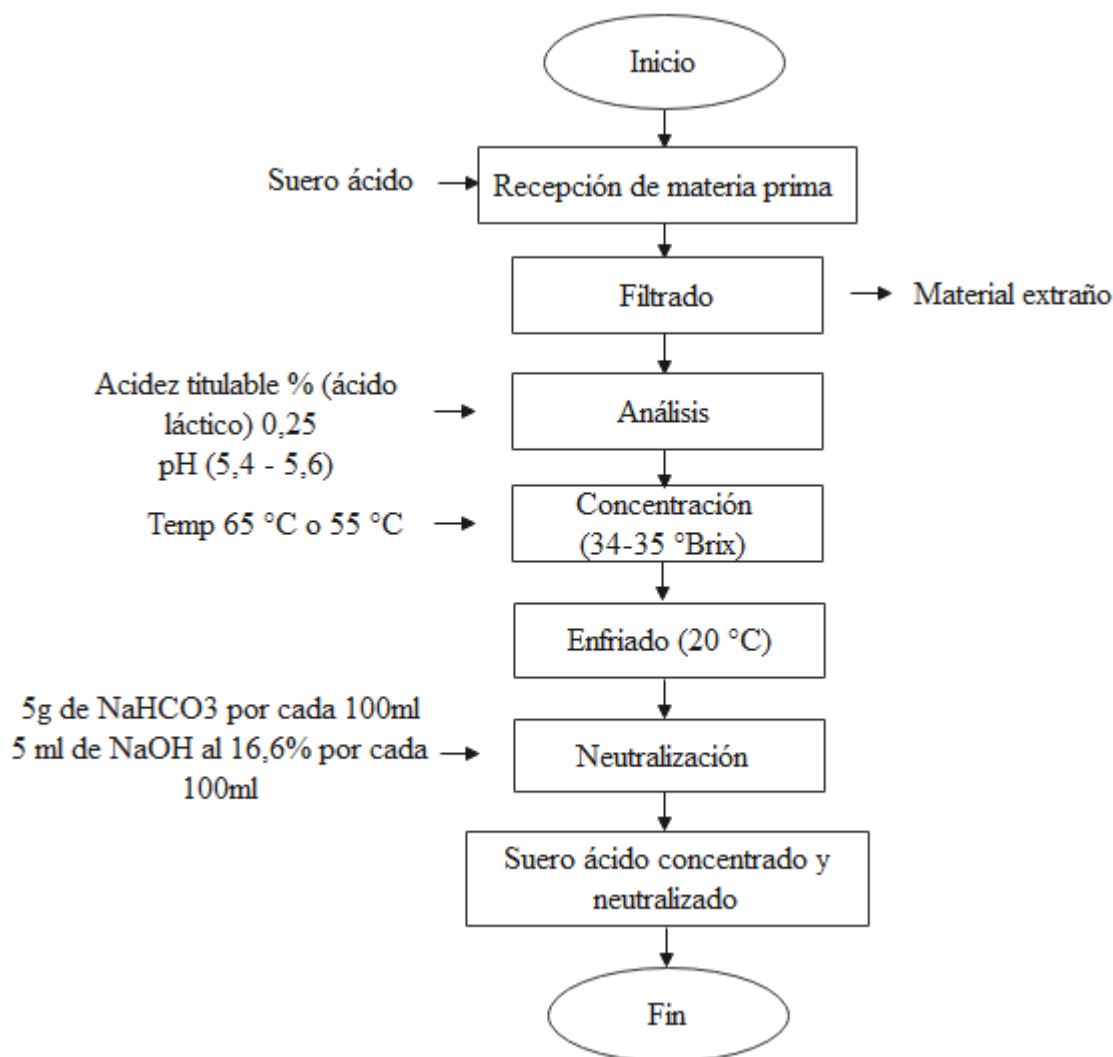 Inicio
Suero ácido
Recepción de materia prima
Filtrado
Material extraño
Acidez titulable % (ácido
láctico) 0,25
pH (5,4 - 5,6)
Análisis
Temp 65 °C o 55 °C
Concentración
(34-35 °Brix)
Enfriado (20 °C)
5g de NaHCO3 por cada 100ml
5 ml de NaOH al 16,6% por cada
100ml
Neutralización
Suero ácido concentrado y
neutralizado
Fin